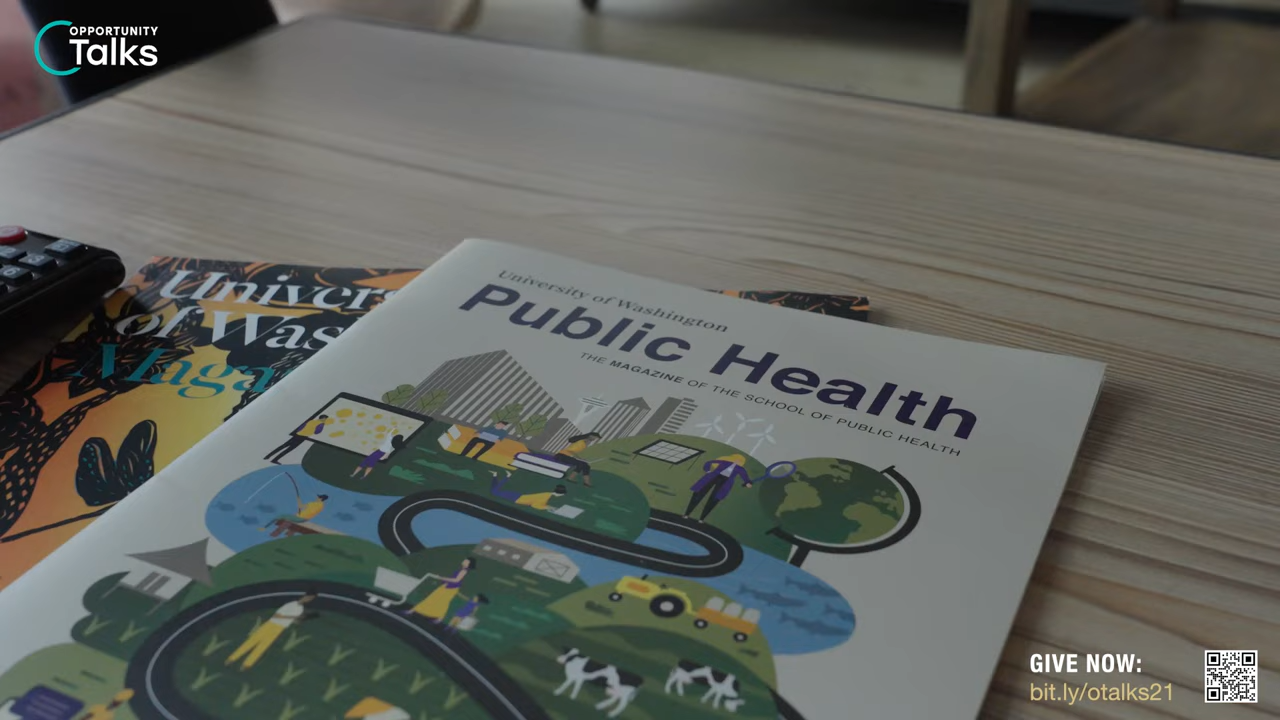 OPPORTUNITY
Talks
Univers
of Was
Maga
University of Washington
Public Health
THE MAGAZINE OF THE SCHOOL OF PUBLIC HEALTH
GIVE NOW:
bit.ly/otalks21